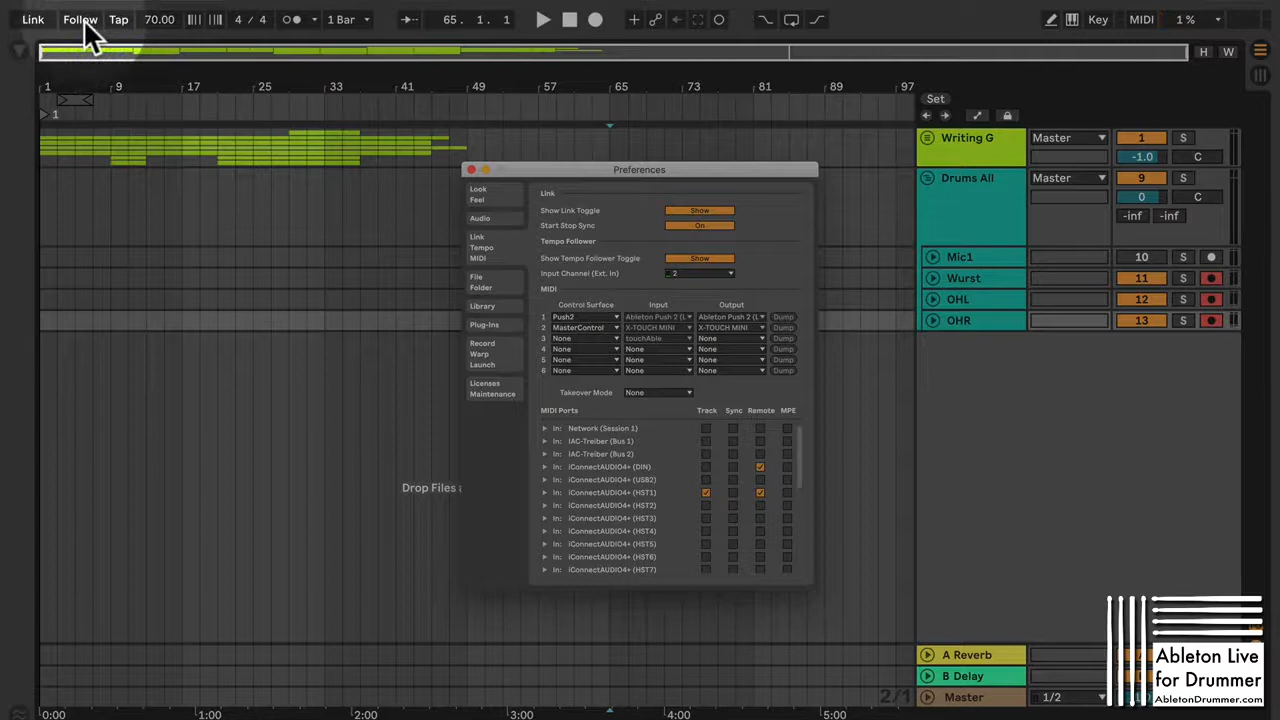 Link Follow Tap 70.00 4 / 4 1 Bar 65. 1. 1 Key MIDI 1 %
H W
1 9 17 25 33 41 49 57 65 73 81 89 97
Set
1
Writing G Master 1 S
-1.0 C
Drums All Master 9 S
0 C
-inf -inf
Mic1 10 S
Wurst 11 S
OHL 12 S
OHR 13 S
Preferences
Look
Feel
Audio
Link
Tempo
MIDI
File
Folder
Library
Plug-Ins
Record
Warp
Launch
Licenses
Maintenance
Link
Show Link Toggle Show
Start Stop Sync On
Tempo Follower
Show Tempo Follower Toggle Show
Input Channel (Ext. In) 2
MIDI
Control Surface Input Output
1 Push2 Ableton Push 2 (L Ableton Push 2 (L Dump
2 MasterControl X-TOUCH MINI X-TOUCH MINI Dump
3 None touchAble None Dump
4 None None None Dump
5 None None None Dump
6 None None None Dump
Takeover Mode None
MIDI Ports Track Sync Remote MPE
In: Network (Session 1)
In: IAC-Treiber (Bus 1)
In: IAC-Treiber (Bus 2)
In: iConnectAUDIO4+ (DIN)
In: iConnectAUDIO4+ (USB2)
In: iConnectAUDIO4+ (HST1)
In: iConnectAUDIO4+ (HST2)
In: iConnectAUDIO4+ (HST3)
In: iConnectAUDIO4+ (HST4)
In: iConnectAUDIO4+ (HST5)
In: iConnectAUDIO4+ (HST6)
In: iConnectAUDIO4+ (HST7)
Drop Files
A Reverb
B Delay
Master 1/2
2/1
0:00 1:00 2:00 3:00 4:00 5:00
Ableton Live
for Drummer
AbletonDrummer.com